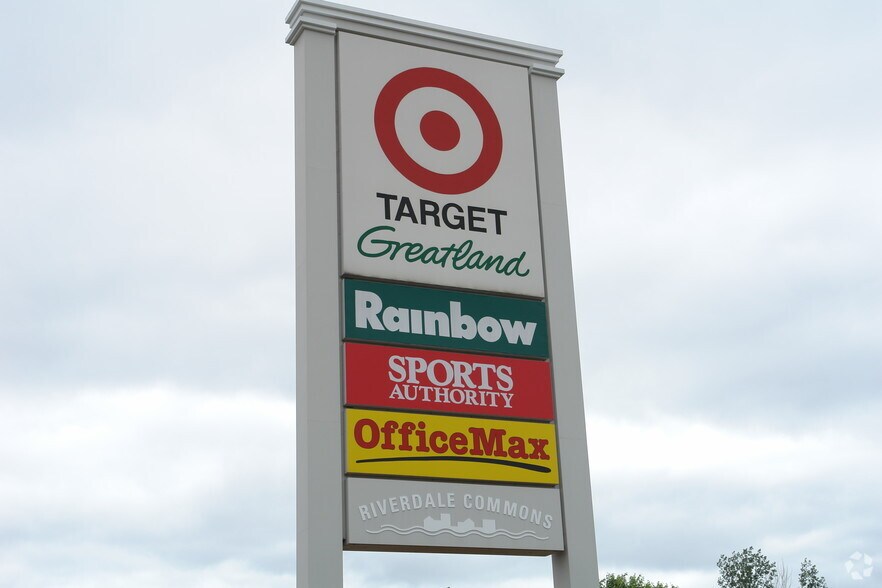 TARGET
Greatland
Rainbow
SPORTS
AUTHORITY
OfficeMax
RIVERDALE COMMONS